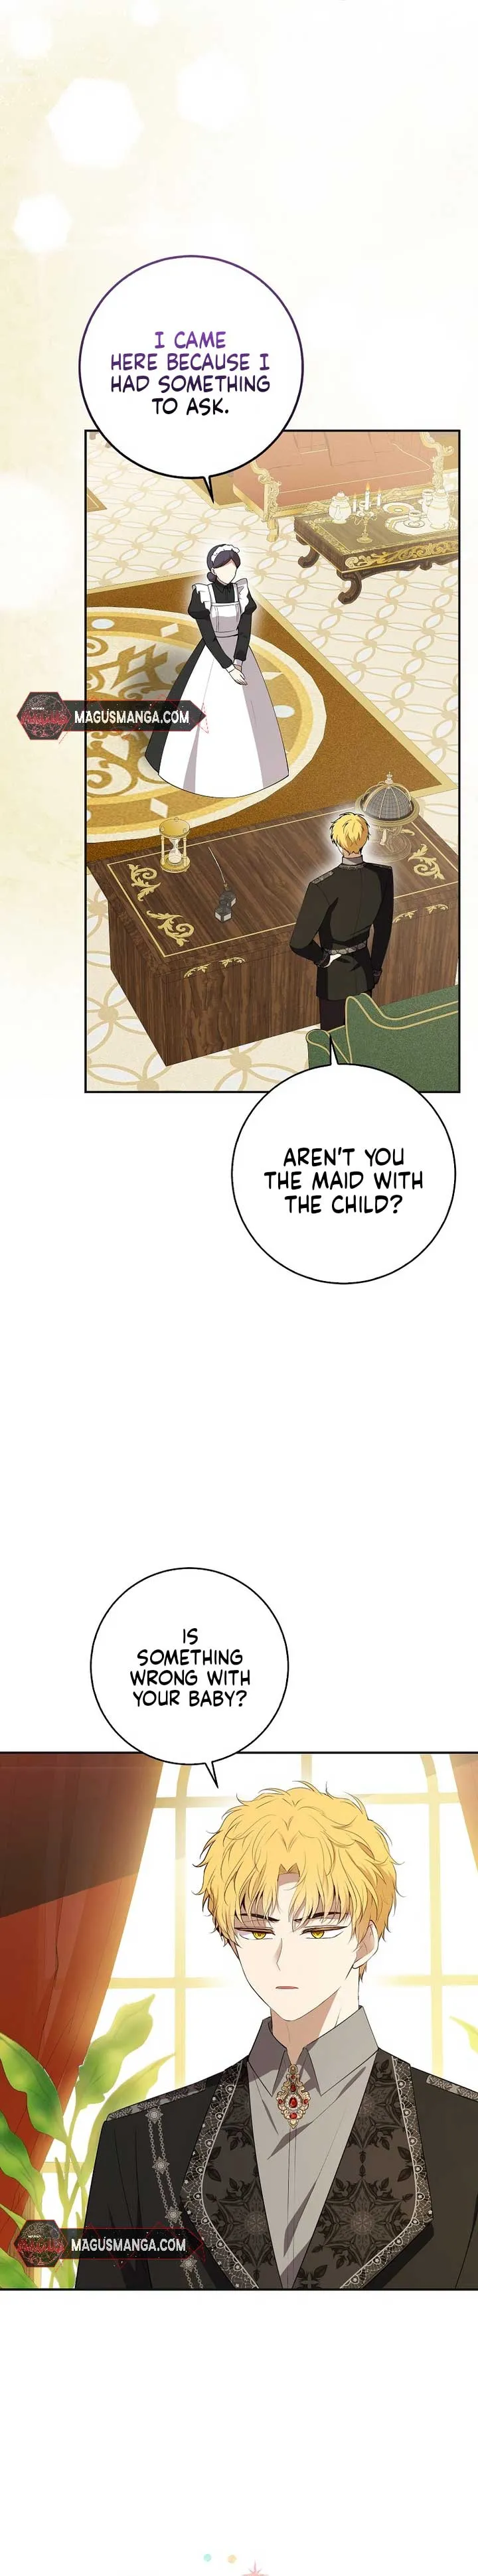 I CAME
HERE BECAUSE I
HAD SOMETHING
TO ASK.
MAGUSMANGA.COM
AREN'T YOU
THE MAID WITH
THE CHILD?
IS
SOMETHING
WRONG WITH
YOUR BABY?
MAGUSMANGA.COM